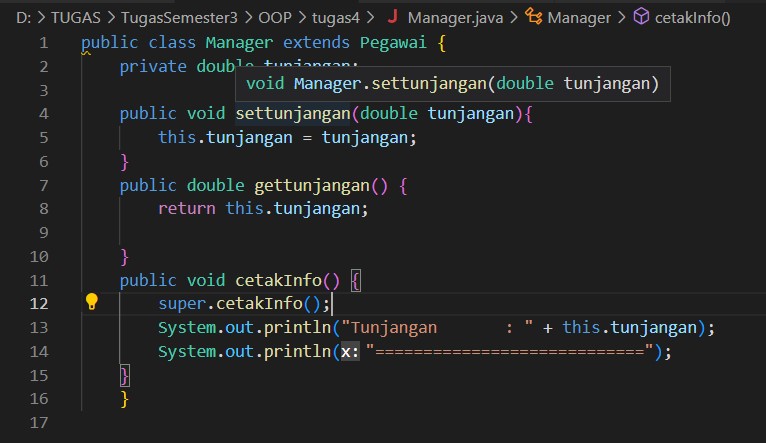 D: > TUGAS > TugasSemester3 > OOP > tugas4 > J Manager.java > Manager > cetakInfo()
1 public class Manager extends Pegawai {
2 private double tunjangan;
void Manager.settunjangan(double tunjangan)
3
4 public void settunjangan(double tunjangan){
5 this.tunjangan = tunjangan;
6 }
7 public double gettunjangan() {
8 return this.tunjangan;
9
10 }
11 public void cetakInfo() {
12 super.cetakInfo();
13 System.out.println("Tunjangan       : " + this.tunjangan);
14 System.out.println(x: "============================");
15 }
16 }
17